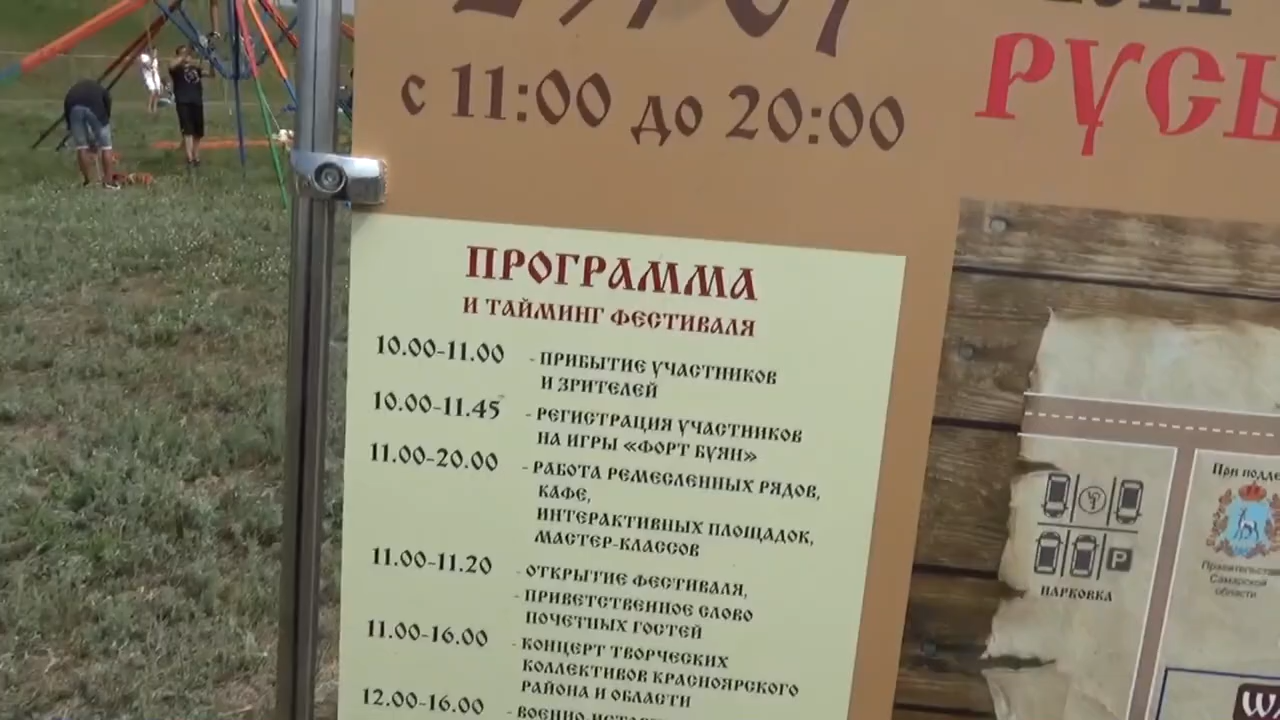 с 11:00 до 20:00
РУСЬ
ПРОГРАММА
И ТАЙМИНГ ФЕСТИВАЛЯ
10.00-11.00 - ПРИБЫТИЕ УЧАСТНИКОВ
И ЗРИТЕЛЕЙ
10.00-11.45 - РЕГИСТРАЦИЯ УЧАСТНИКОВ
НА ИГРЫ «ФОРТ БУЯН»
11.00-20.00 - РАБОТА РЕМЕСЛЕННЫХ РЯДОВ,
КАФЕ,
ИНТЕРАКТИВНЫХ ПЛОЩАДОК,
МАСТЕР-КЛАССОВ
11.00-11.20 - ОТКРЫТИЕ ФЕСТИВАЛЯ,
- ПРИВЕТСТВЕННОЕ СЛОВО
ПОЧЕТНЫХ ГОСТЕЙ
11.00-16.00 - КОНЦЕРТ ТВОРЧЕСКИХ
КОЛЛЕКТИВОВ КРАСНОЯРСКОГО
РАЙОНА И ОБЛАСТИ
12.00-16.00
P
ПАРКОВКА
При
Самарской
области